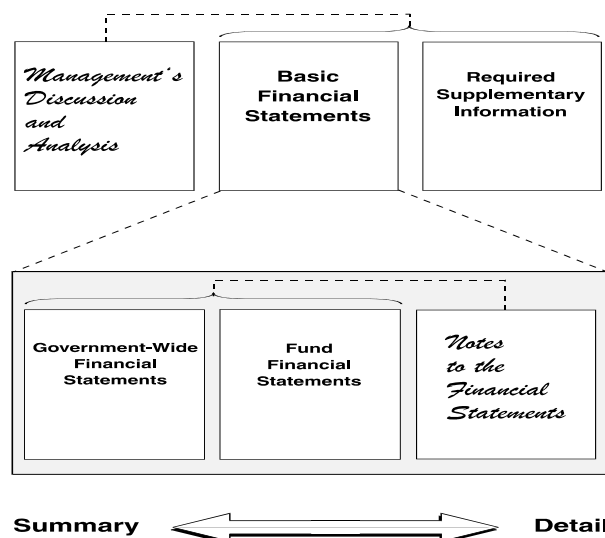 Management's
Discussion
and
Analysis
Basic
Financial
Statements
Required
Supplementary
Information
Government-Wide
Financial
Statements
Fund
Financial
Statements
Notes
to the
Financial
Statements
Summary
Detail